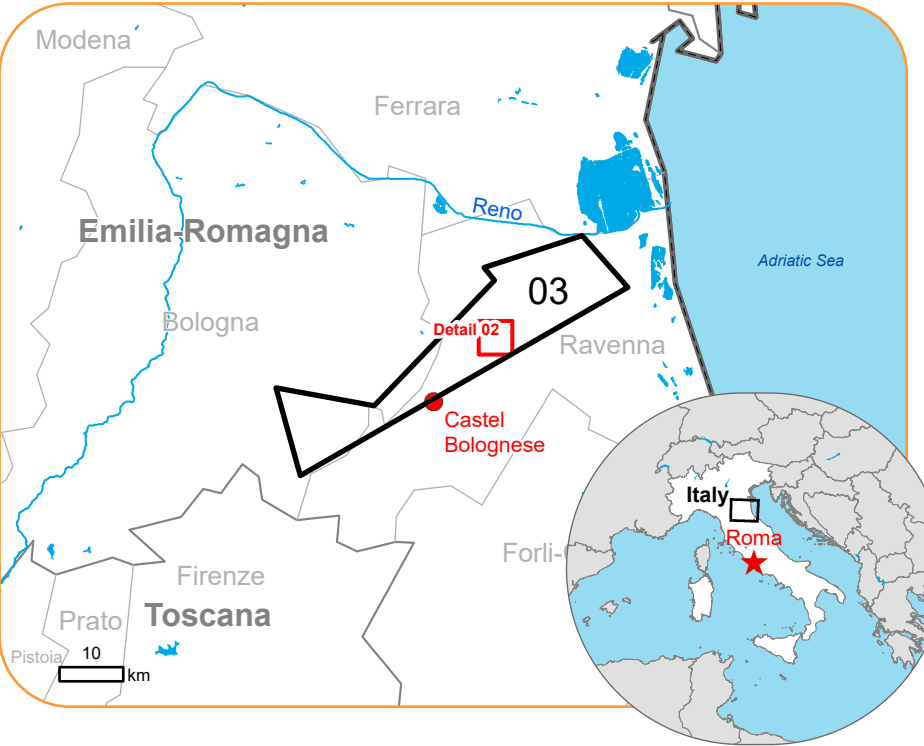 Modena
Ferrara
Reno
Emilia-Romagna
Adriatic Sea
03
Bologna
Detail 02
Ravenna
Castel
Bolognese
Italy
Roma
Forlì-
Firenze
Toscana
Prato
Pistoia
10
km